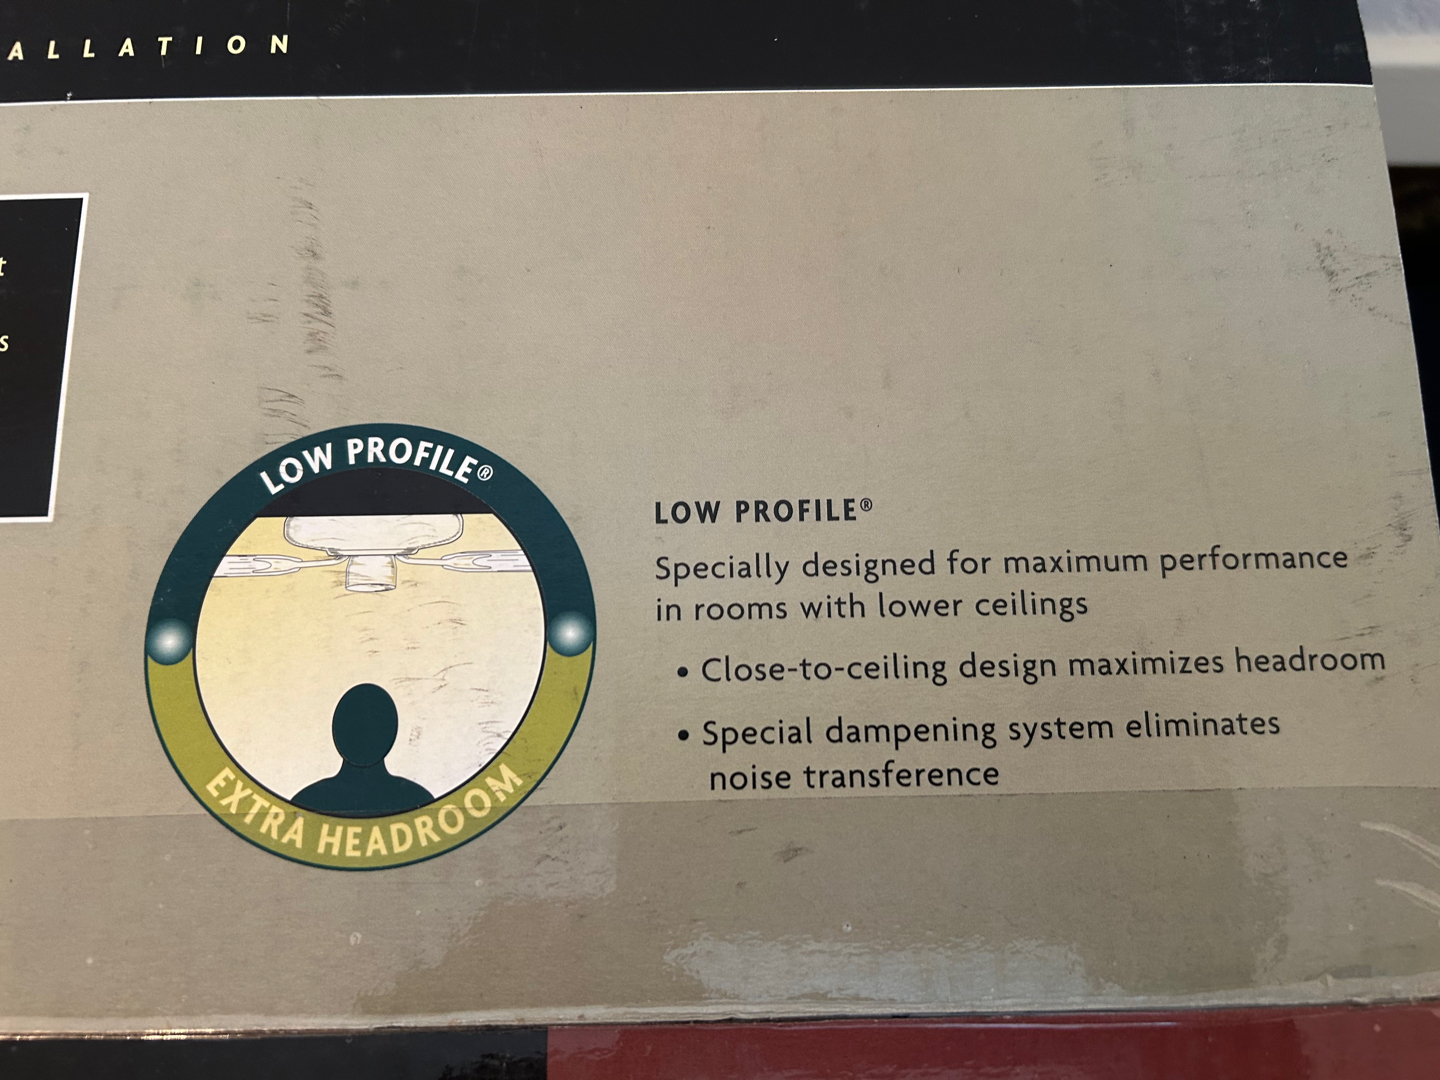 ALLATION
t
s
LOW PROFILE®
EXTRA HEADROOM
LOW PROFILE®
Specially designed for maximum performance
in rooms with lower ceilings
• Close-to-ceiling design maximizes headroom
• Special dampening system eliminates
noise transference